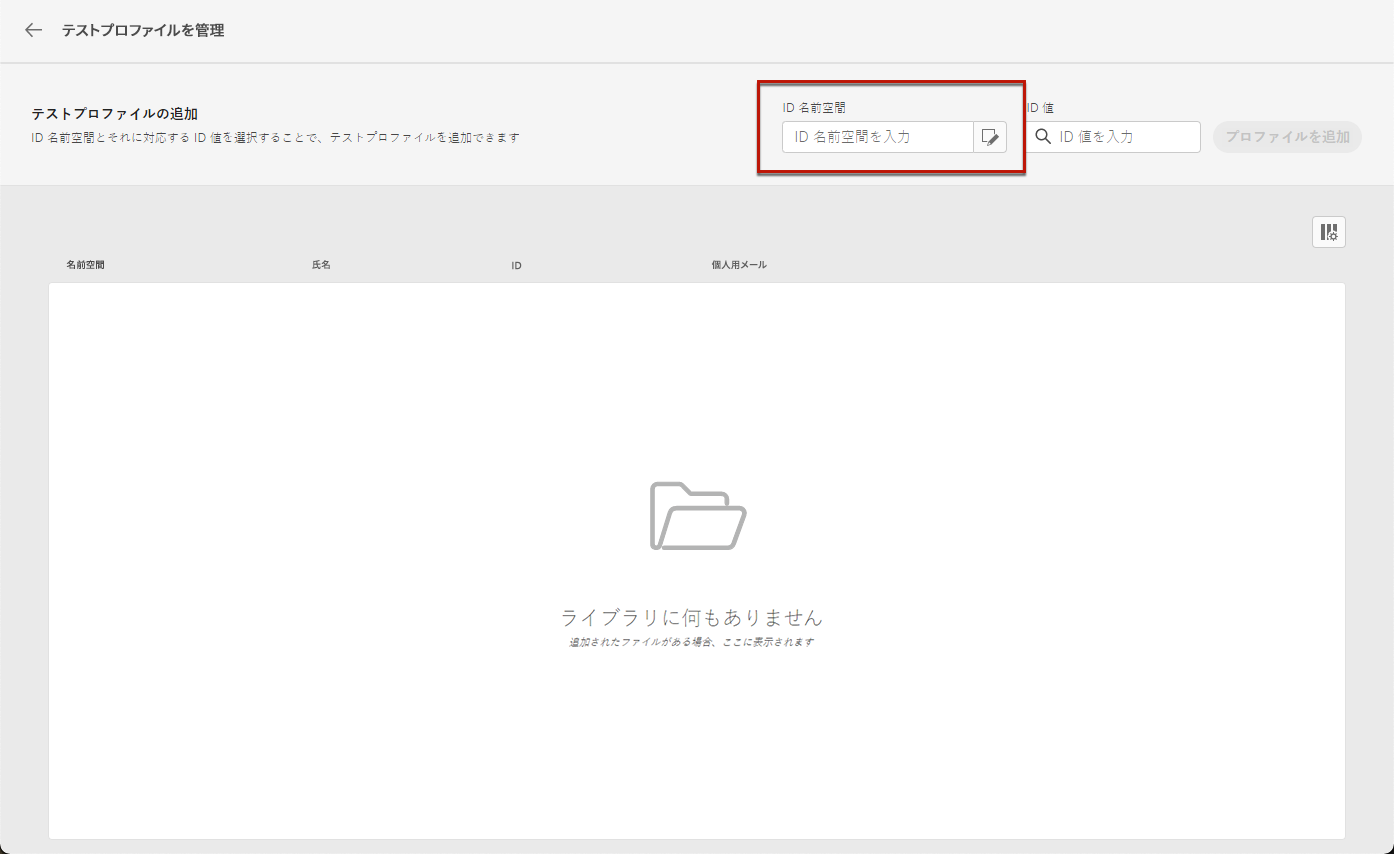 テストプロファイルを管理
テストプロファイルの追加
ID 名前空間とそれに対応する ID 値を選択することで、テストプロファイルを追加できます
ID 名前空間
ID 名前空間を入力
ID 値
ID 値を入力
プロファイルを追加
名前空間
氏名
ID
個人用メール
ライブラリに何もありません
追加されたファイルがある場合、ここに表示されます